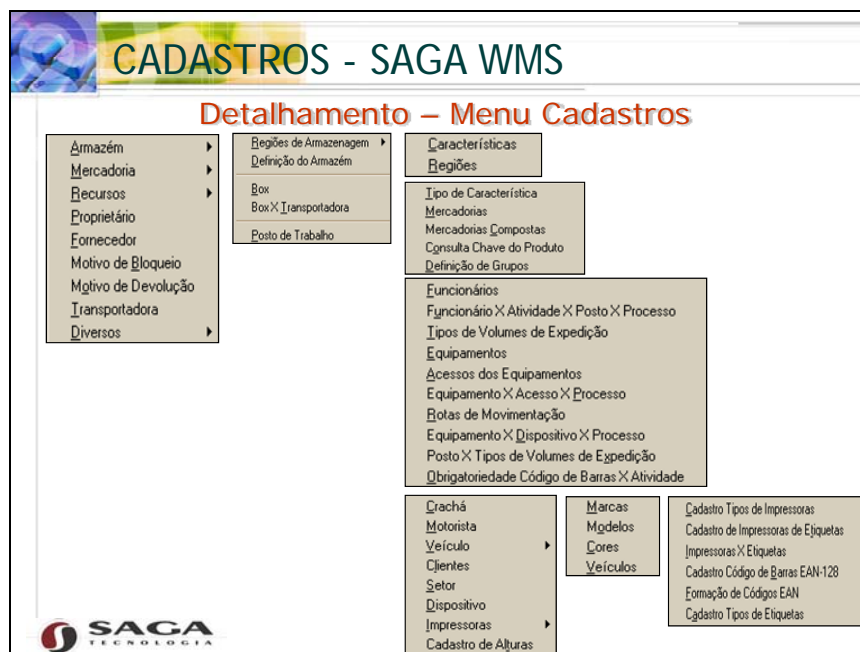 CADASTROS - SAGA WMS
Detalhamento – Menu Cadastros
Armazém
Mercadoria
Recursos
Proprietário
Fornecedor
Motivo de Bloqueio
Motivo de Devolução
Transportadora
Diversos
Regiões de Armazenagem
Definição do Armazém
Box
Box X Transportadora
Posto de Trabalho
Características
Regiões
Tipo de Característica
Mercadorias
Mercadorias Compostas
Consulta Chave do Produto
Definição de Grupos
Funcionários
Funcionário X Atividade X Posto X Processo
Tipos de Volumes de Expedição
Equipamentos
Acessos dos Equipamentos
Equipamento X Acesso X Processo
Rotas de Movimentação
Equipamento X Dispositivo X Processo
Posto X Tipos de Volumes de Expedição
Obrigatoriedade Código de Barras X Atividade
Crachá
Motorista
Veículo
Clientes
Setor
Dispositivo
Impressoras
Cadastro de Alturas
Marcas
Modelos
Cores
Veículos
Cadastro Tipos de Impressoras
Cadastro de Impressoras de Etiquetas
Impressoras X Etiquetas
Cadastro Código de Barras EAN-128
Formação de Códigos EAN
Cadastro Tipos de Etiquetas
SAGA
TECNOLOGIA